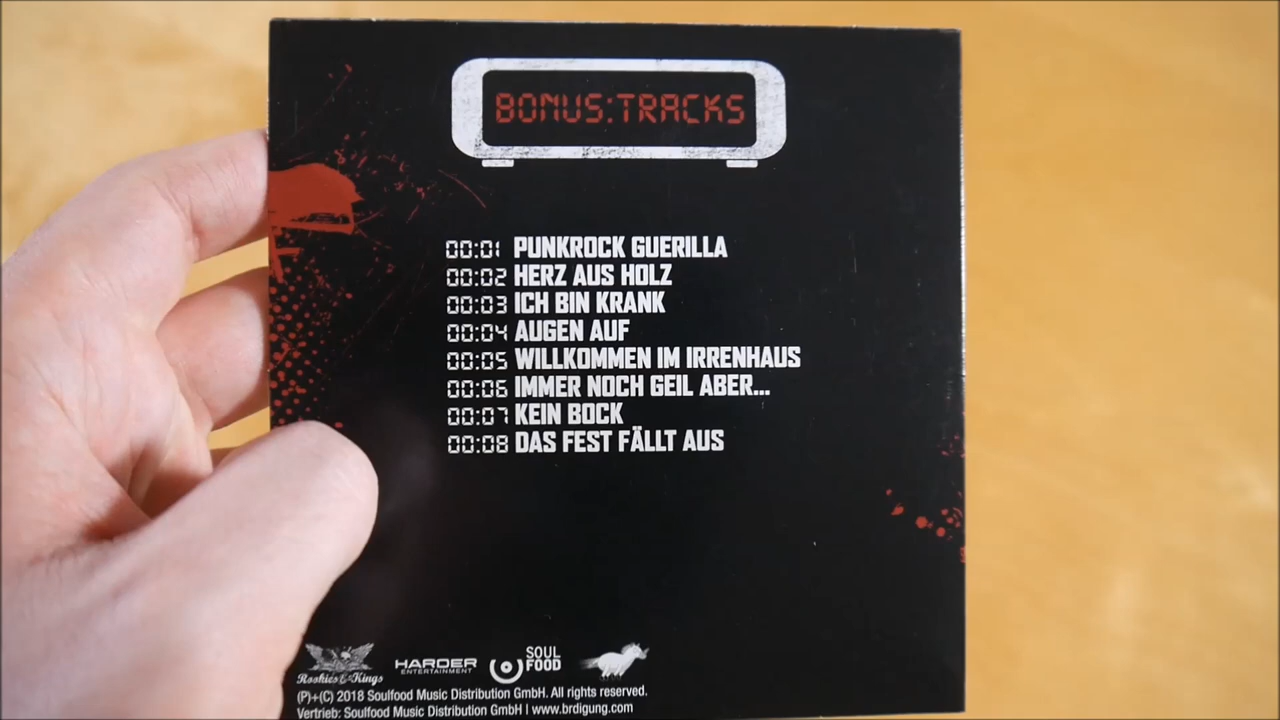 BONUS:TRACKS
00:01 PUNKROCK GUERILLA
00:02 HERZ AUS HOLZ
00:03 ICH BIN KRANK
00:04 AUGEN AUF
00:05 WILLKOMMEN IM IRRENHAUS
00:06 IMMER NOCH GEIL ABER...
00:07 KEIN BOCK
00:08 DAS FEST FÄLLT AUS
Rookies & Kings
HARDER
ENTERTAINMENT
SOUL
FOOD
(P)+(C) 2018 Soulfood Music Distribution GmbH. All rights reserved.
Vertrieb: Soulfood Music Distribution GmbH | www.brdigung.com